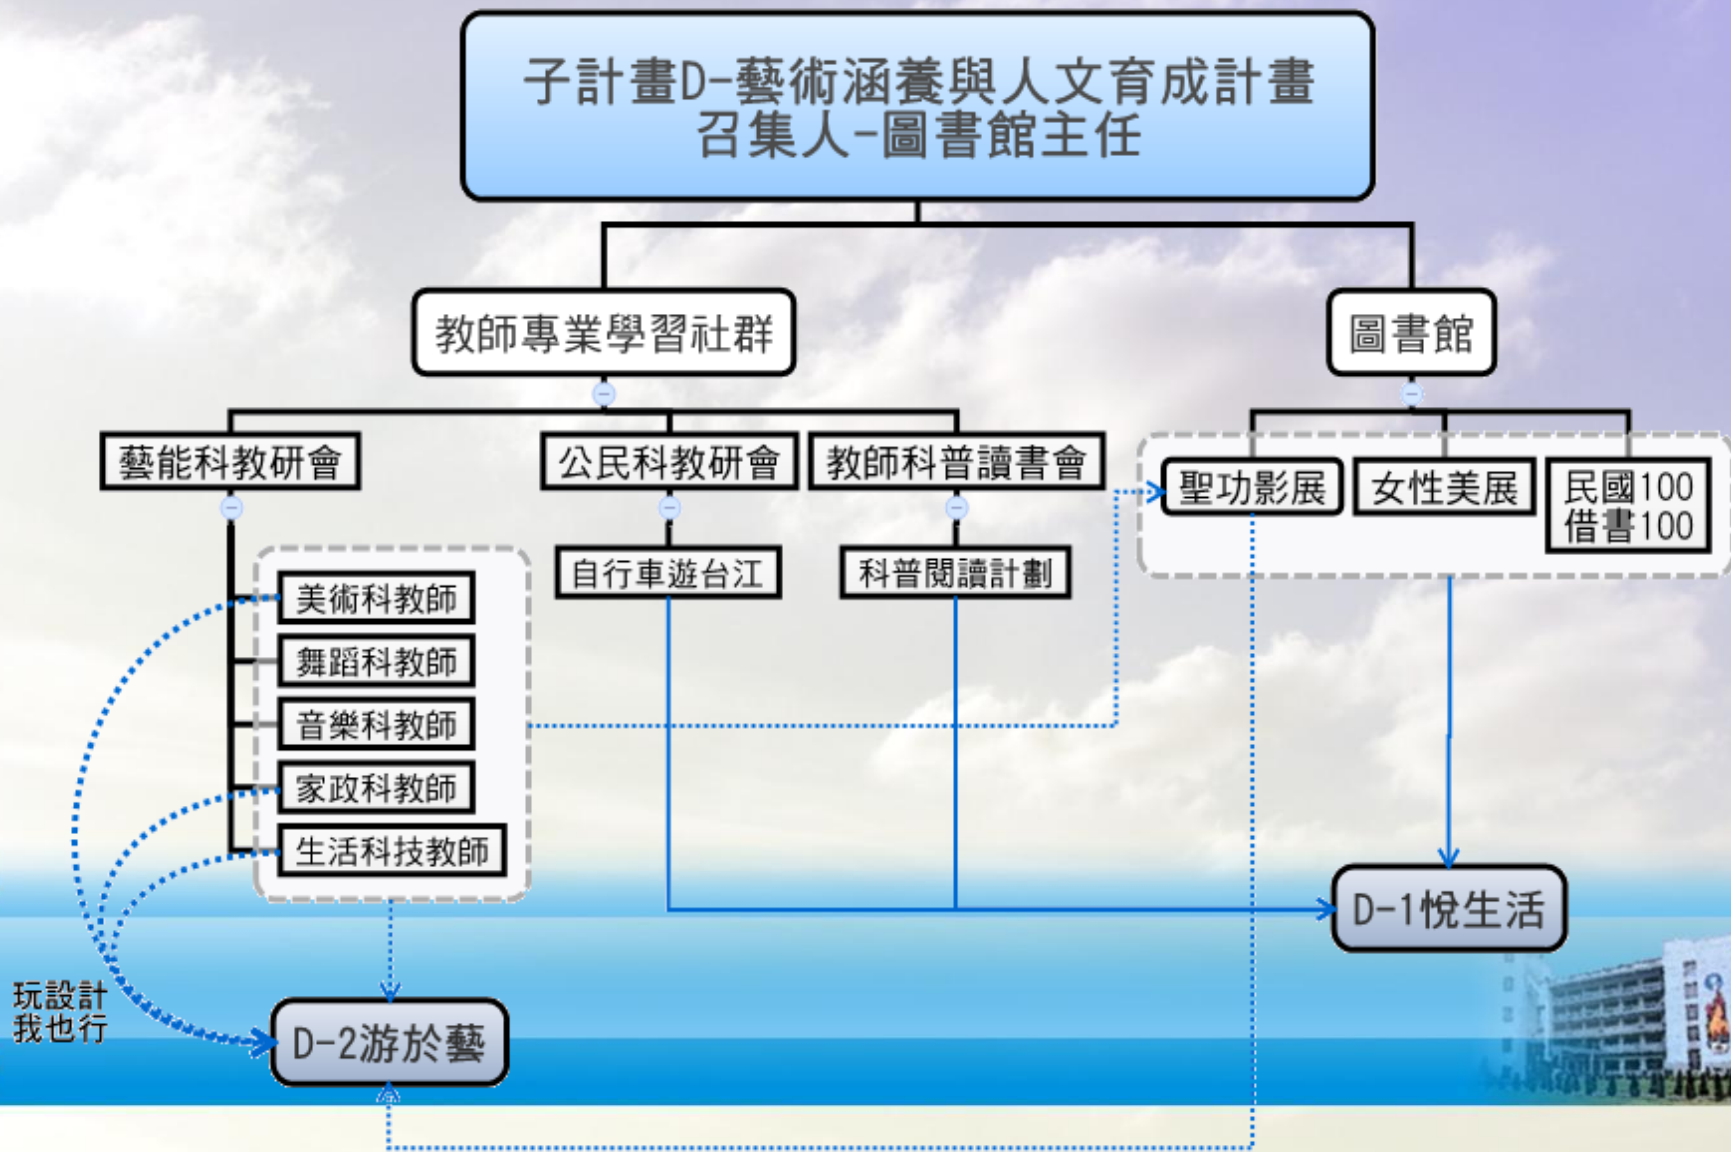 子計畫D-藝術涵養與人文育成計畫
召集人-圖書館主任
教師專業學習社群
圖書館
藝能科教研會
公民科教研會
教師科普讀書會
聖功影展
女性美展
民國100
借書100
自行車遊台江
科普閱讀計劃
美術科教師
舞蹈科教師
音樂科教師
家政科教師
生活科技教師
D-1悅生活
玩設計
我也行
D-2游於藝